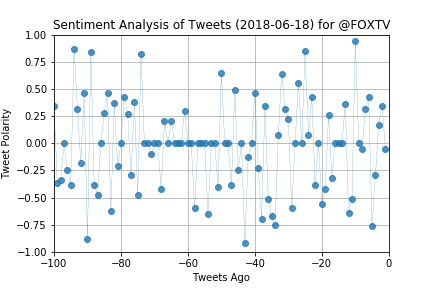 Sentiment Analysis of Tweets (2018-06-18) for @FOXTV
1.00
0.75
0.50
0.25
0.00
−0.25
−0.50
−0.75
−1.00
Tweet Polarity
−100 −80 −60 −40 −20 0
Tweets Ago